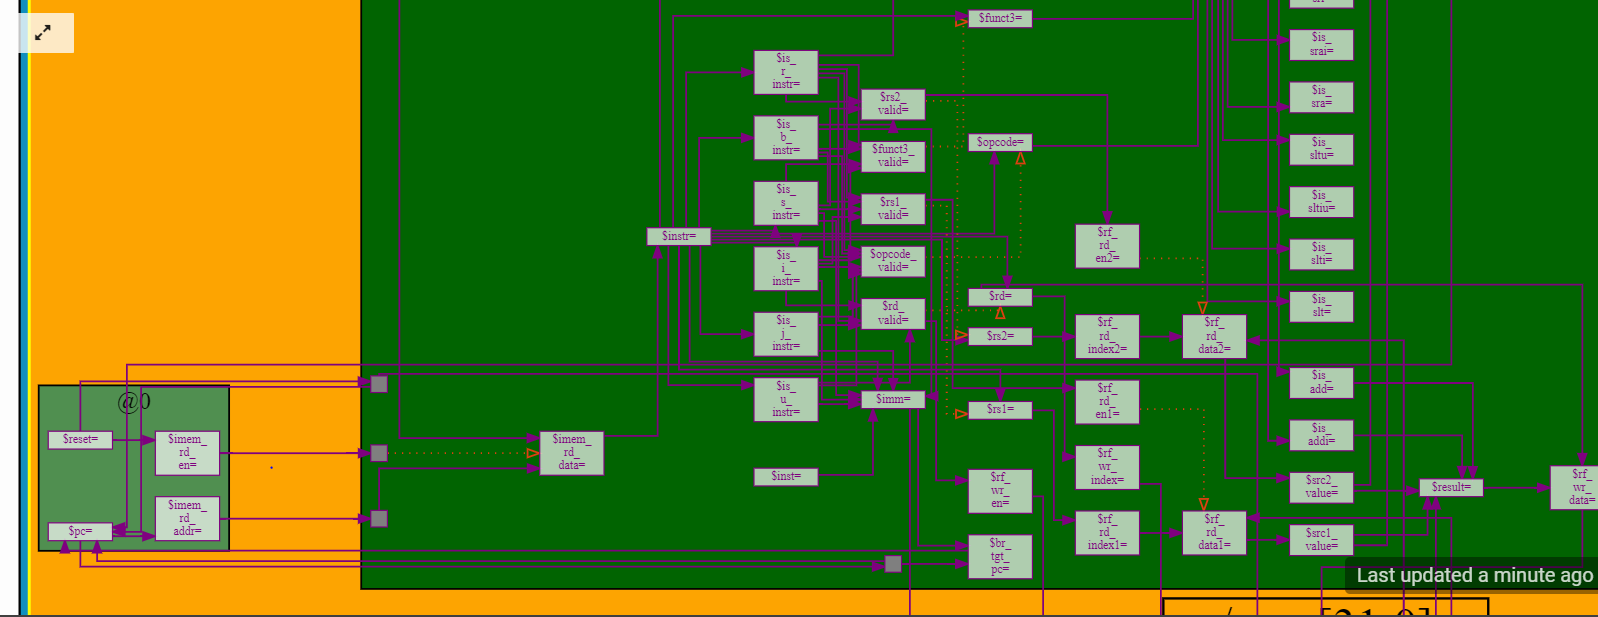 $funct3=
$is_
r_
instr=
$is_
srai=
$rs2_
valid=
$is_
sra=
$is_
b_
instr=
$funct3_
valid=
$opcode=
$is_
sltu=
$is_
s_
instr=
$rs1_
valid=
$is_
sltiu=
$instr=
$is_
i_
instr=
$opcode_
valid=
$rf_
rd_
en2=
$is_
slti=
$rd=
$is_
j_
instr=
$rd_
valid=
$rs2=
$rf_
rd_
index2=
$rf_
rd_
data2=
$is_
slt=
@0
$is_
u_
instr=
$imm=
$rs1=
$rf_
rd_
en1=
$is_
add=
$reset=
$imem_
rd_
en=
$imem_
rd_
data=
$inst=
$rf_
wr_
index=
$is_
addi=
$pc=
$imem_
rd_
addr=
$rf_
wr_
en=
$src2_
value=
$result=
$rf_
wr_
data=
$br_
tgt_
pc=
$rf_
rd_
index1=
$rf_
rd_
data1=
$src1_
value=
Last updated a minute ago